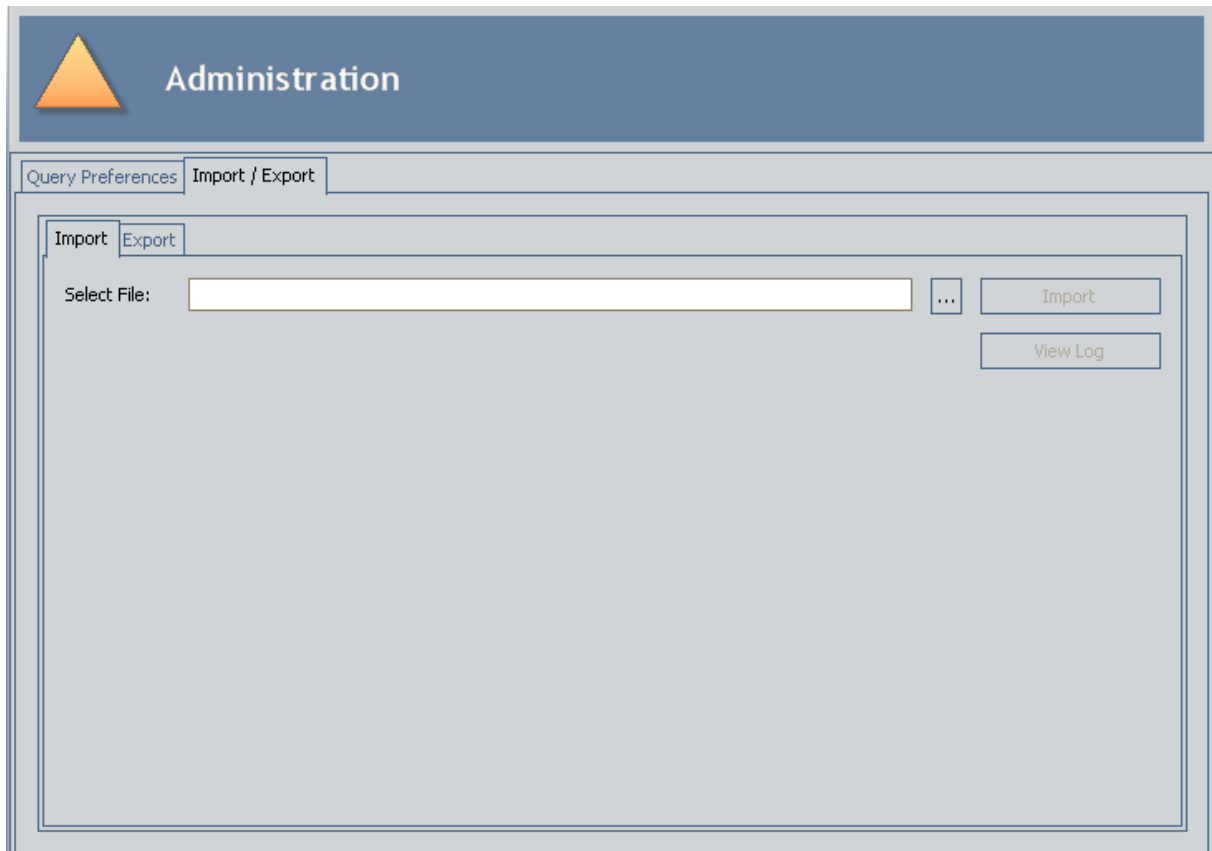 Administration
Query Preferences Import / Export
Import Export
Select File: ... Import
View Log